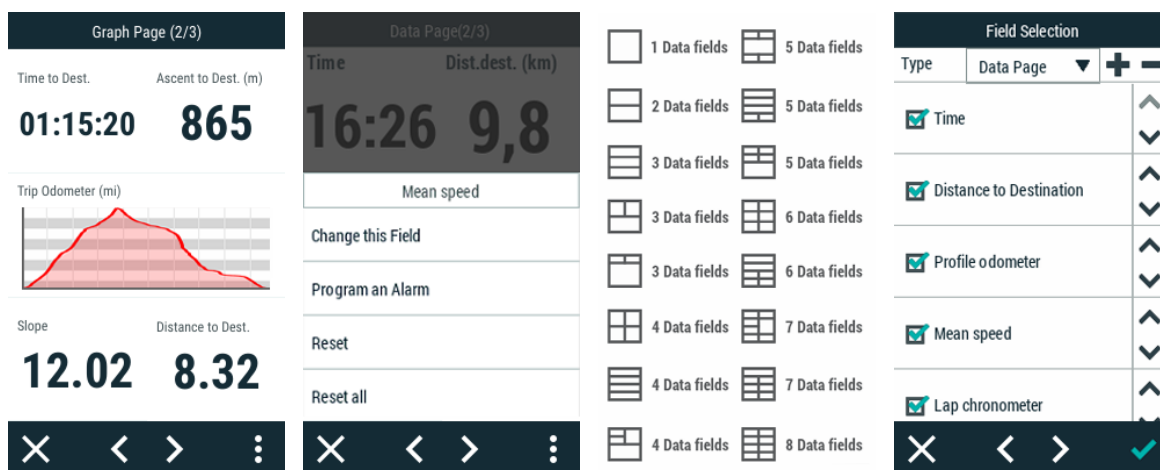 Graph Page (2/3)
Time to Dest. Ascent to Dest. (m)
01:15:20 865
Trip Odometer (mi)
Slope Distance to Dest.
12.02 8.32
Data Page(2/3)
Time Dist.dest. (km)
16:26 9,8
Mean speed
Change this Field
Program an Alarm
Reset
Reset all
1 Data fields 5 Data fields
2 Data fields 5 Data fields
3 Data fields 5 Data fields
3 Data fields 6 Data fields
3 Data fields 6 Data fields
4 Data fields 7 Data fields
4 Data fields 7 Data fields
4 Data fields 8 Data fields
Field Selection
Type Data Page
Time
Distance to Destination
Profile odometer
Mean speed
Lap chronometer